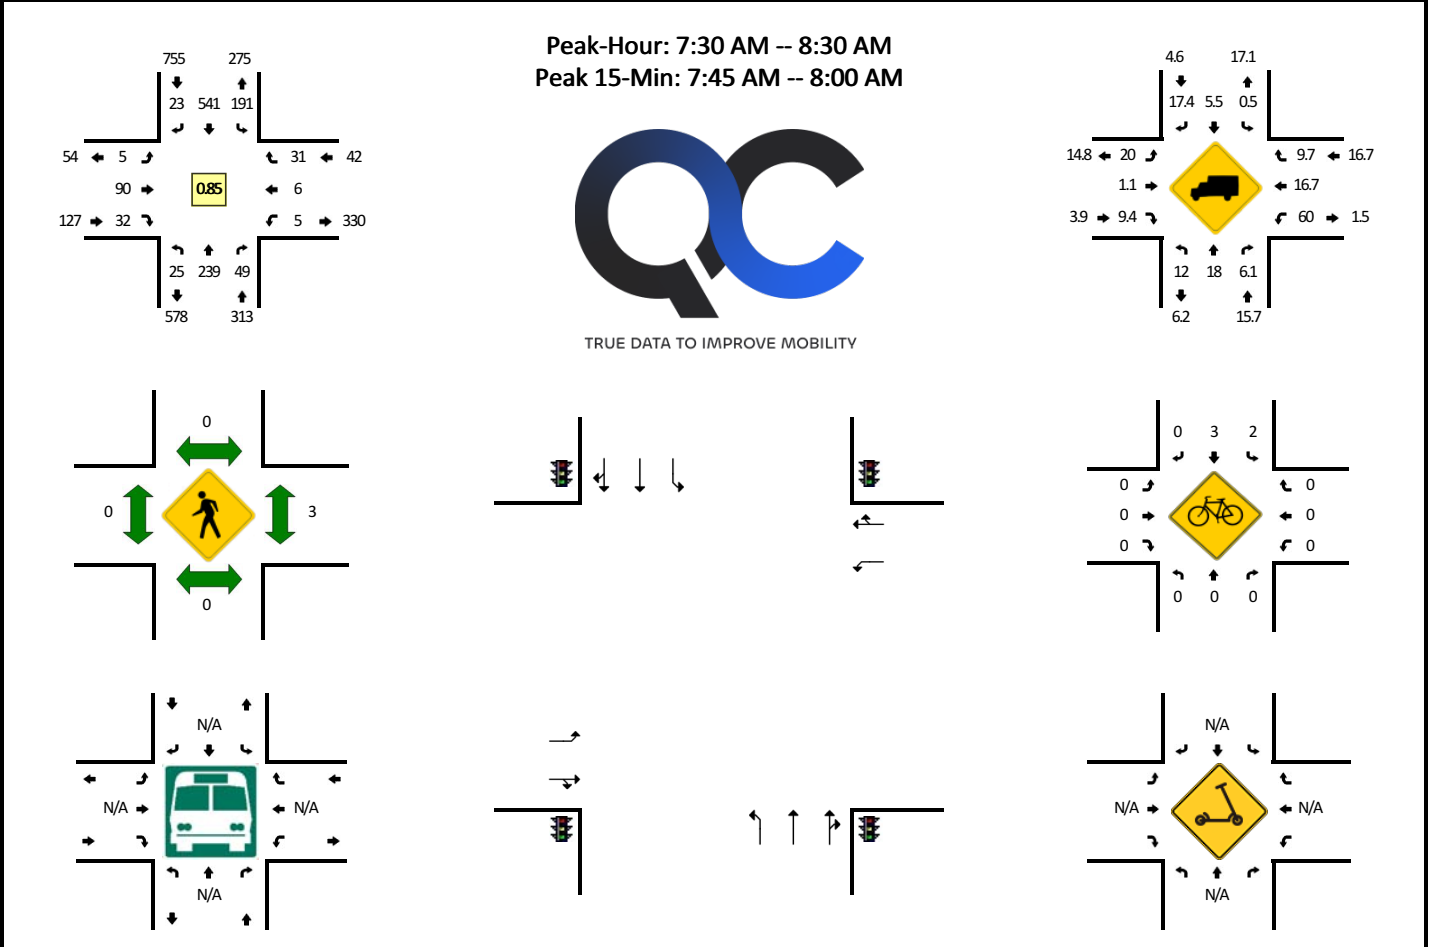 Peak-Hour: 7:30 AM -- 8:30 AM
Peak 15-Min: 7:45 AM -- 8:00 AM
TRUE DATA TO IMPROVE MOBILITY
755 275
23 541 191
54 5 31 42
90 0.85 6
127 32 5 330
25 239 49
578 313
4.6 17.1
17.4 5.5 0.5
14.8 20 9.7 16.7
1.1 16.7
3.9 9.4 60 1.5
12 18 6.1
6.2 15.7
0
0 3
0
0 3 2
0 0
0 0
0 0
0 0 0
N/A
N/A N/A
N/A
N/A
N/A N/A
N/A